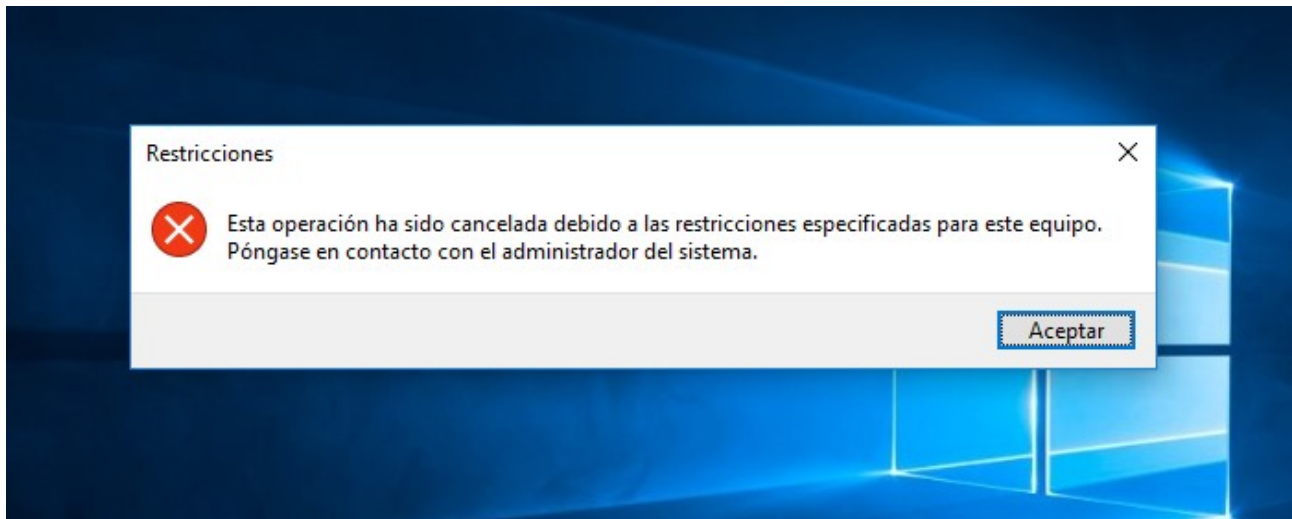 Restricciones
Esta operación ha sido cancelada debido a las restricciones especificadas para este equipo.
Póngase en contacto con el administrador del sistema.
Aceptar